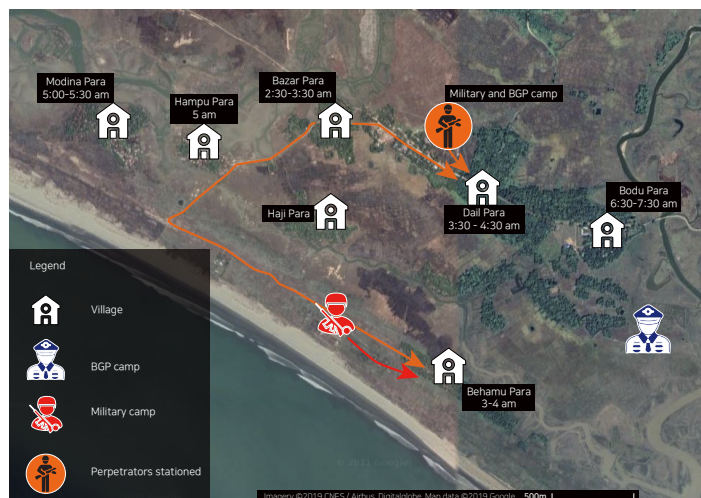 Modina Para
5:00-5:30 am
Hampu Para
5 am
Bazar Para
2:30-3:30 am
Military and BGP camp
Haji Para
Dail Para
3:30 - 4:30 am
Bodu Para
6:30-7:30 am
Behamu Para
3-4 am
Legend
Village
BGP camp
Military camp
Perpetrators stationed
© 2021 Google
Imagery ©2019 CNES / Airbus, Digitalglobe, Map data ©2019 Google 500m